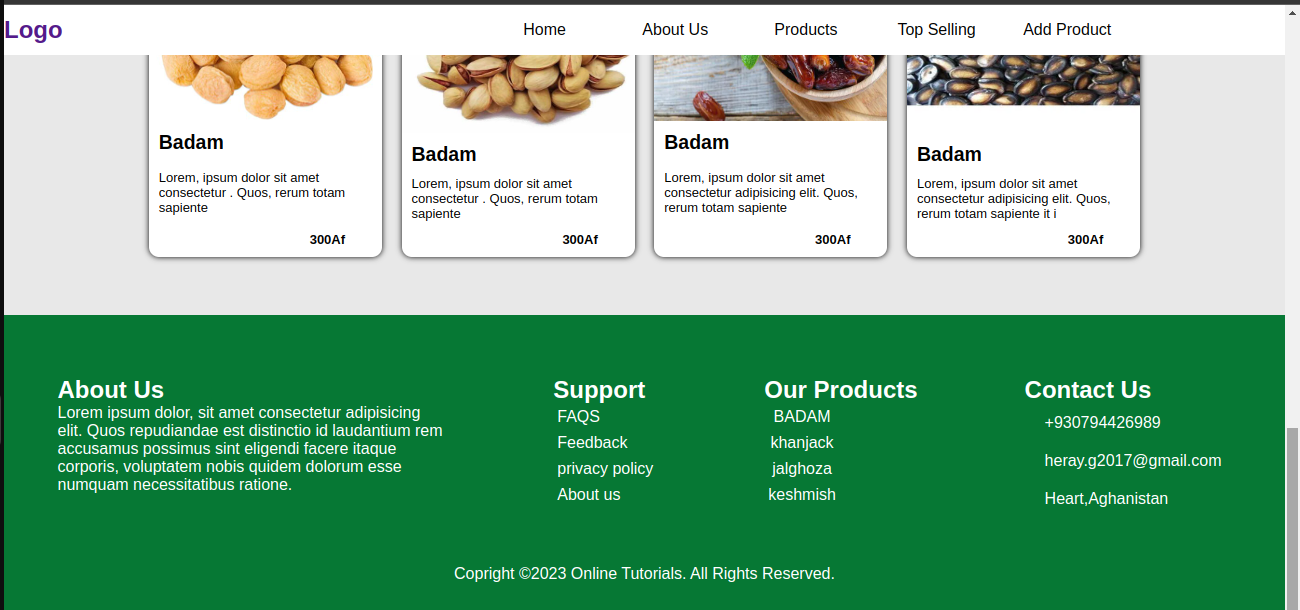 Logo
Home
About Us
Products
Top Selling
Add Product
Badam
Lorem, ipsum dolor sit amet
consectetur . Quos, rerum totam
sapiente
300Af
Badam
Lorem, ipsum dolor sit amet
consectetur . Quos, rerum totam
sapiente
300Af
Badam
Lorem, ipsum dolor sit amet
consectetur adipisicing elit. Quos,
rerum totam sapiente
300Af
Badam
Lorem, ipsum dolor sit amet
consectetur adipisicing elit. Quos,
rerum totam sapiente it i
300Af
About Us
Lorem ipsum dolor, sit amet consectetur adipisicing
elit. Quos repudiandae est distinctio id laudantium rem
accusamus possimus sint eligendi facere itaque
corporis, voluptatem nobis quidem dolorum esse
numquam necessitatibus ratione.
Support
FAQS
Feedback
privacy policy
About us
Our Products
BADAM
khanjack
jalghoza
keshmish
Contact Us
+930794426989
heray.g2017@gmail.com
Heart,Aghanistan
Copright ©2023 Online Tutorials. All Rights Reserved.